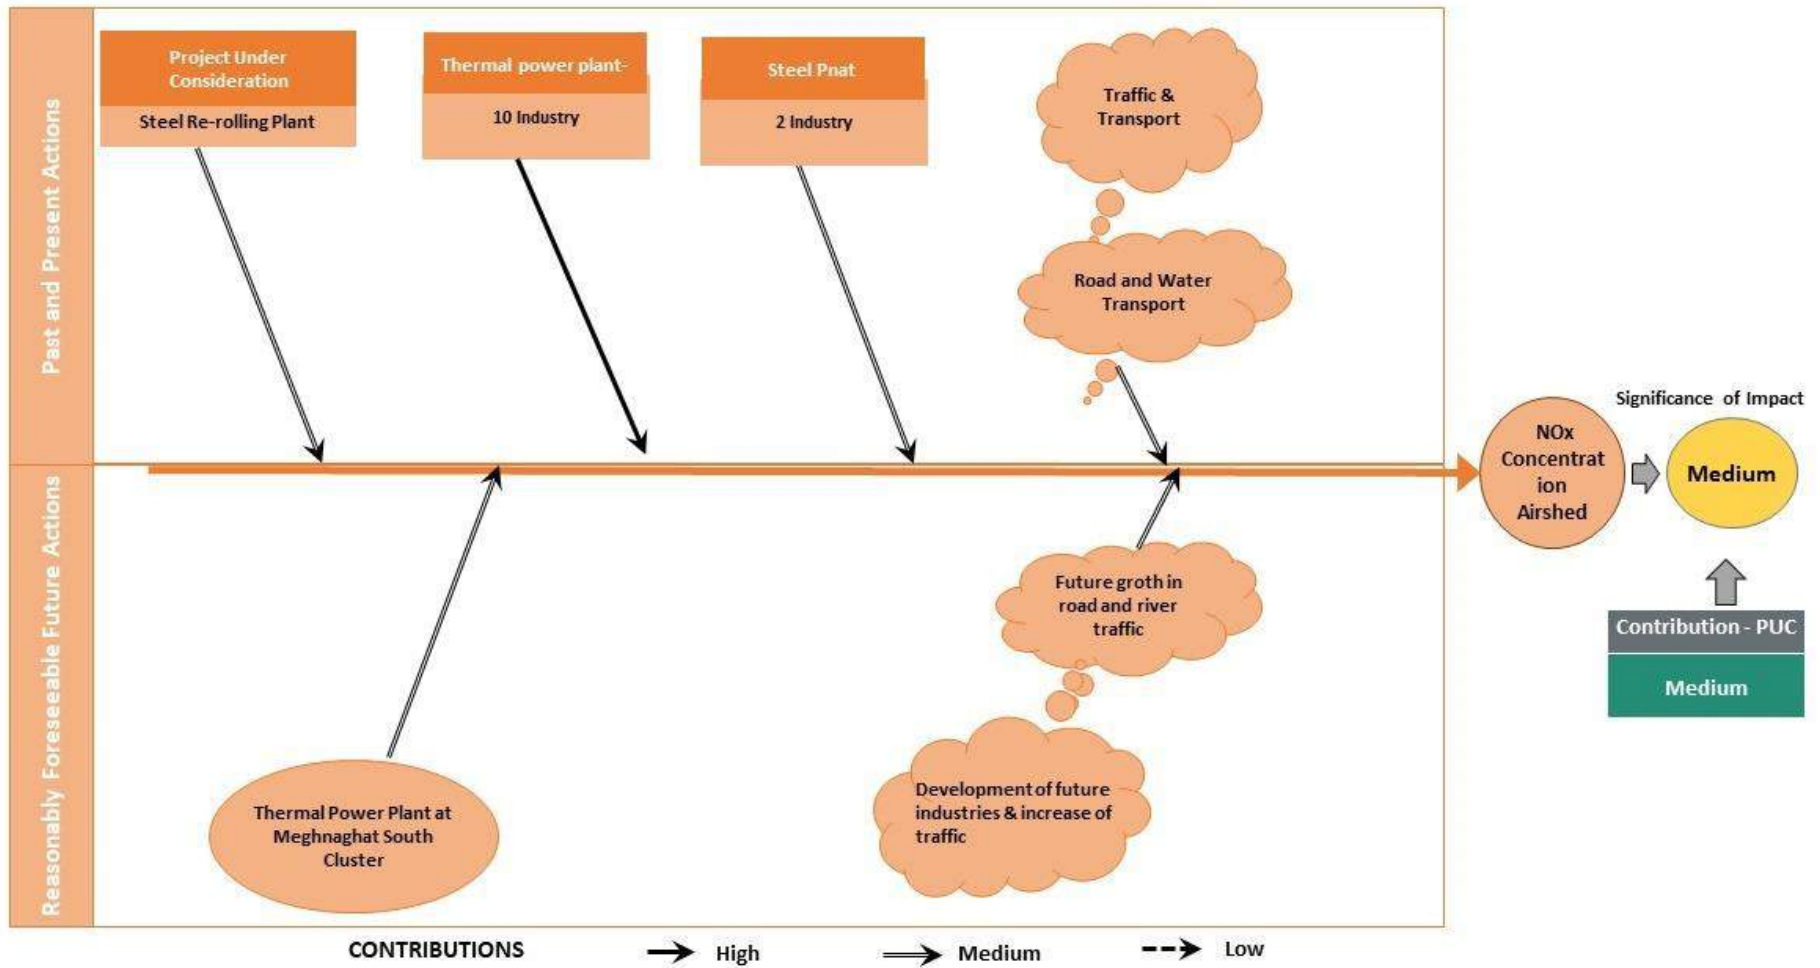 Past and Present Actions
Project Under
Consideration
Steel Re-rolling Plant
Thermal power plant-
10 Industry
Steel Pnat
2 Industry
Traffic &
Transport
Road and Water
Transport
Reasonably Foreseeable Future Actions
Thermal Power Plant at
Meghnaghat South
Cluster
Future groth in
road and river
traffic
Development of future
industries & increase of
traffic
NOx
Concentrat
ion
Airshed
Significance of Impact
Medium
Contribution - PUC
Medium
CONTRIBUTIONS
High
Medium
Low